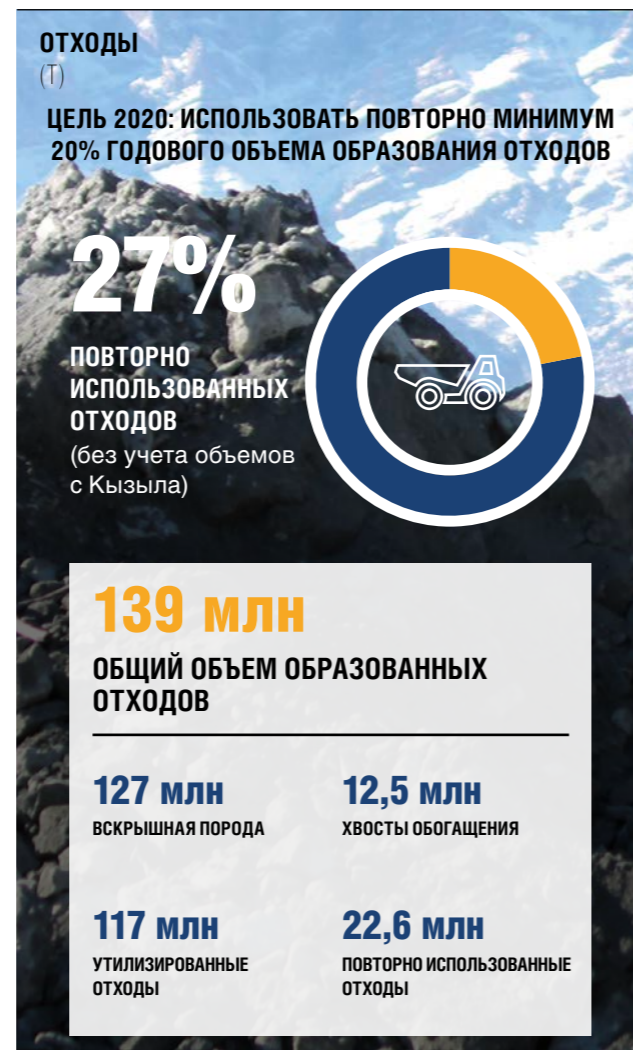 ОТХОДЫ
(Т)
ЦЕЛЬ 2020: ИСПОЛЬЗОВАТЬ ПОВТОРНО МИНИМУМ
20% ГОДОВОГО ОБЪЕМА ОБРАЗОВАНИЯ ОТХОДОВ
27%
ПОВТОРНО
ИСПОЛЬЗОВАННЫХ
ОТХОДОВ
(без учета объемов
с Кызыла)
139 млн
ОБЩИЙ ОБЪЕМ ОБРАЗОВАННЫХ
ОТХОДОВ
127 млн
ВСКРЫШНАЯ ПОРОДА
12,5 млн
ХВОСТЫ ОБОГАЩЕНИЯ
117 млн
УТИЛИЗИРОВАННЫЕ
ОТХОДЫ
22,6 млн
ПОВТОРНО ИСПОЛЬЗОВАННЫЕ
ОТХОДЫ